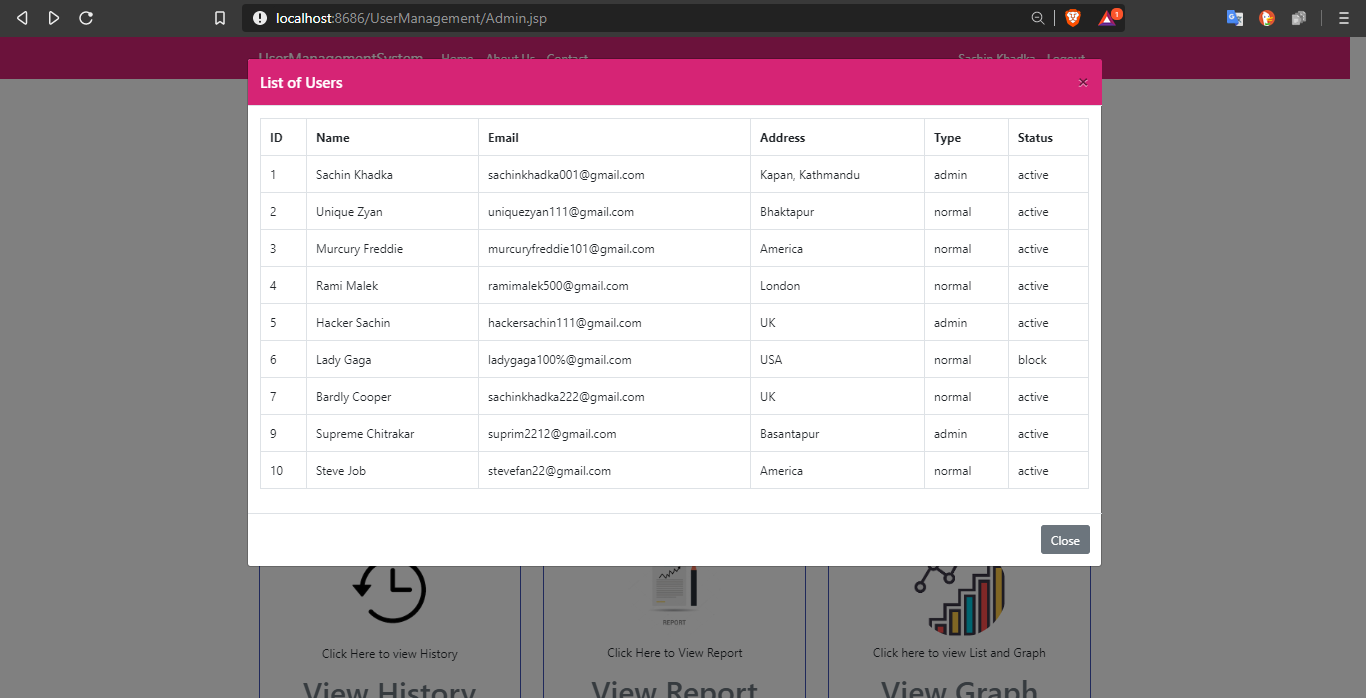 localhost:8686/UserManagement/Admin.jsp
1
UserManagementSystem Home About Us Contact Sachin Khadka Logout
List of Users ×
ID Name Email Address Type Status
1 Sachin Khadka sachinkhadka001@gmail.com Kapan, Kathmandu admin active
2 Unique Zyan uniquezyan111@gmail.com Bhaktapur normal active
3 Murcury Freddie murcuryfreddie101@gmail.com America normal active
4 Rami Malek ramimalek500@gmail.com London normal active
5 Hacker Sachin hackersachin111@gmail.com UK admin active
6 Lady Gaga ladygaga100%@gmail.com USA normal block
7 Bardly Cooper sachinkhadka222@gmail.com UK normal active
9 Supreme Chitrakar suprim2212@gmail.com Basantapur admin active
10 Steve Job stevefan22@gmail.com America normal active
Close
REPORT
Click Here to view History Click Here to View Report Click here to view List and Graph
View History View Report View Graph